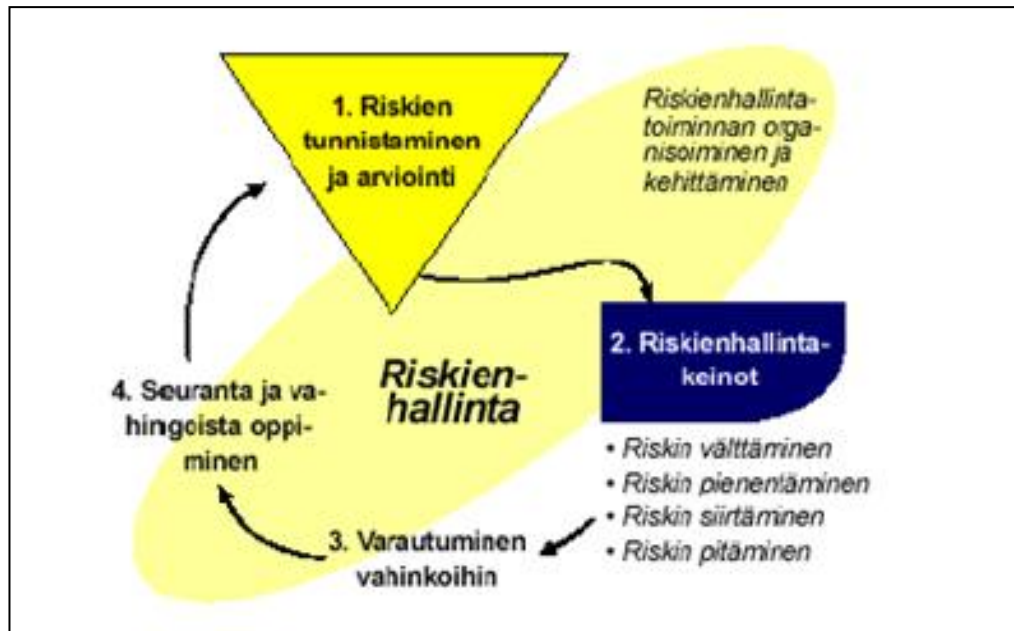 1. Riskien
tunnistaminen
ja arviointi
Riskienhallinta-
toiminnan orga-
nisoiminen ja
kehittäminen
2. Riskienhallinta-
keinot
• Riskin välttäminen
• Riskin pienentäminen
• Riskin siirtäminen
• Riskin pitäminen
3. Varautuminen
vahinkoihin
4. Seuranta ja va-
hingoista oppi-
minen
Riskien-
hallinta